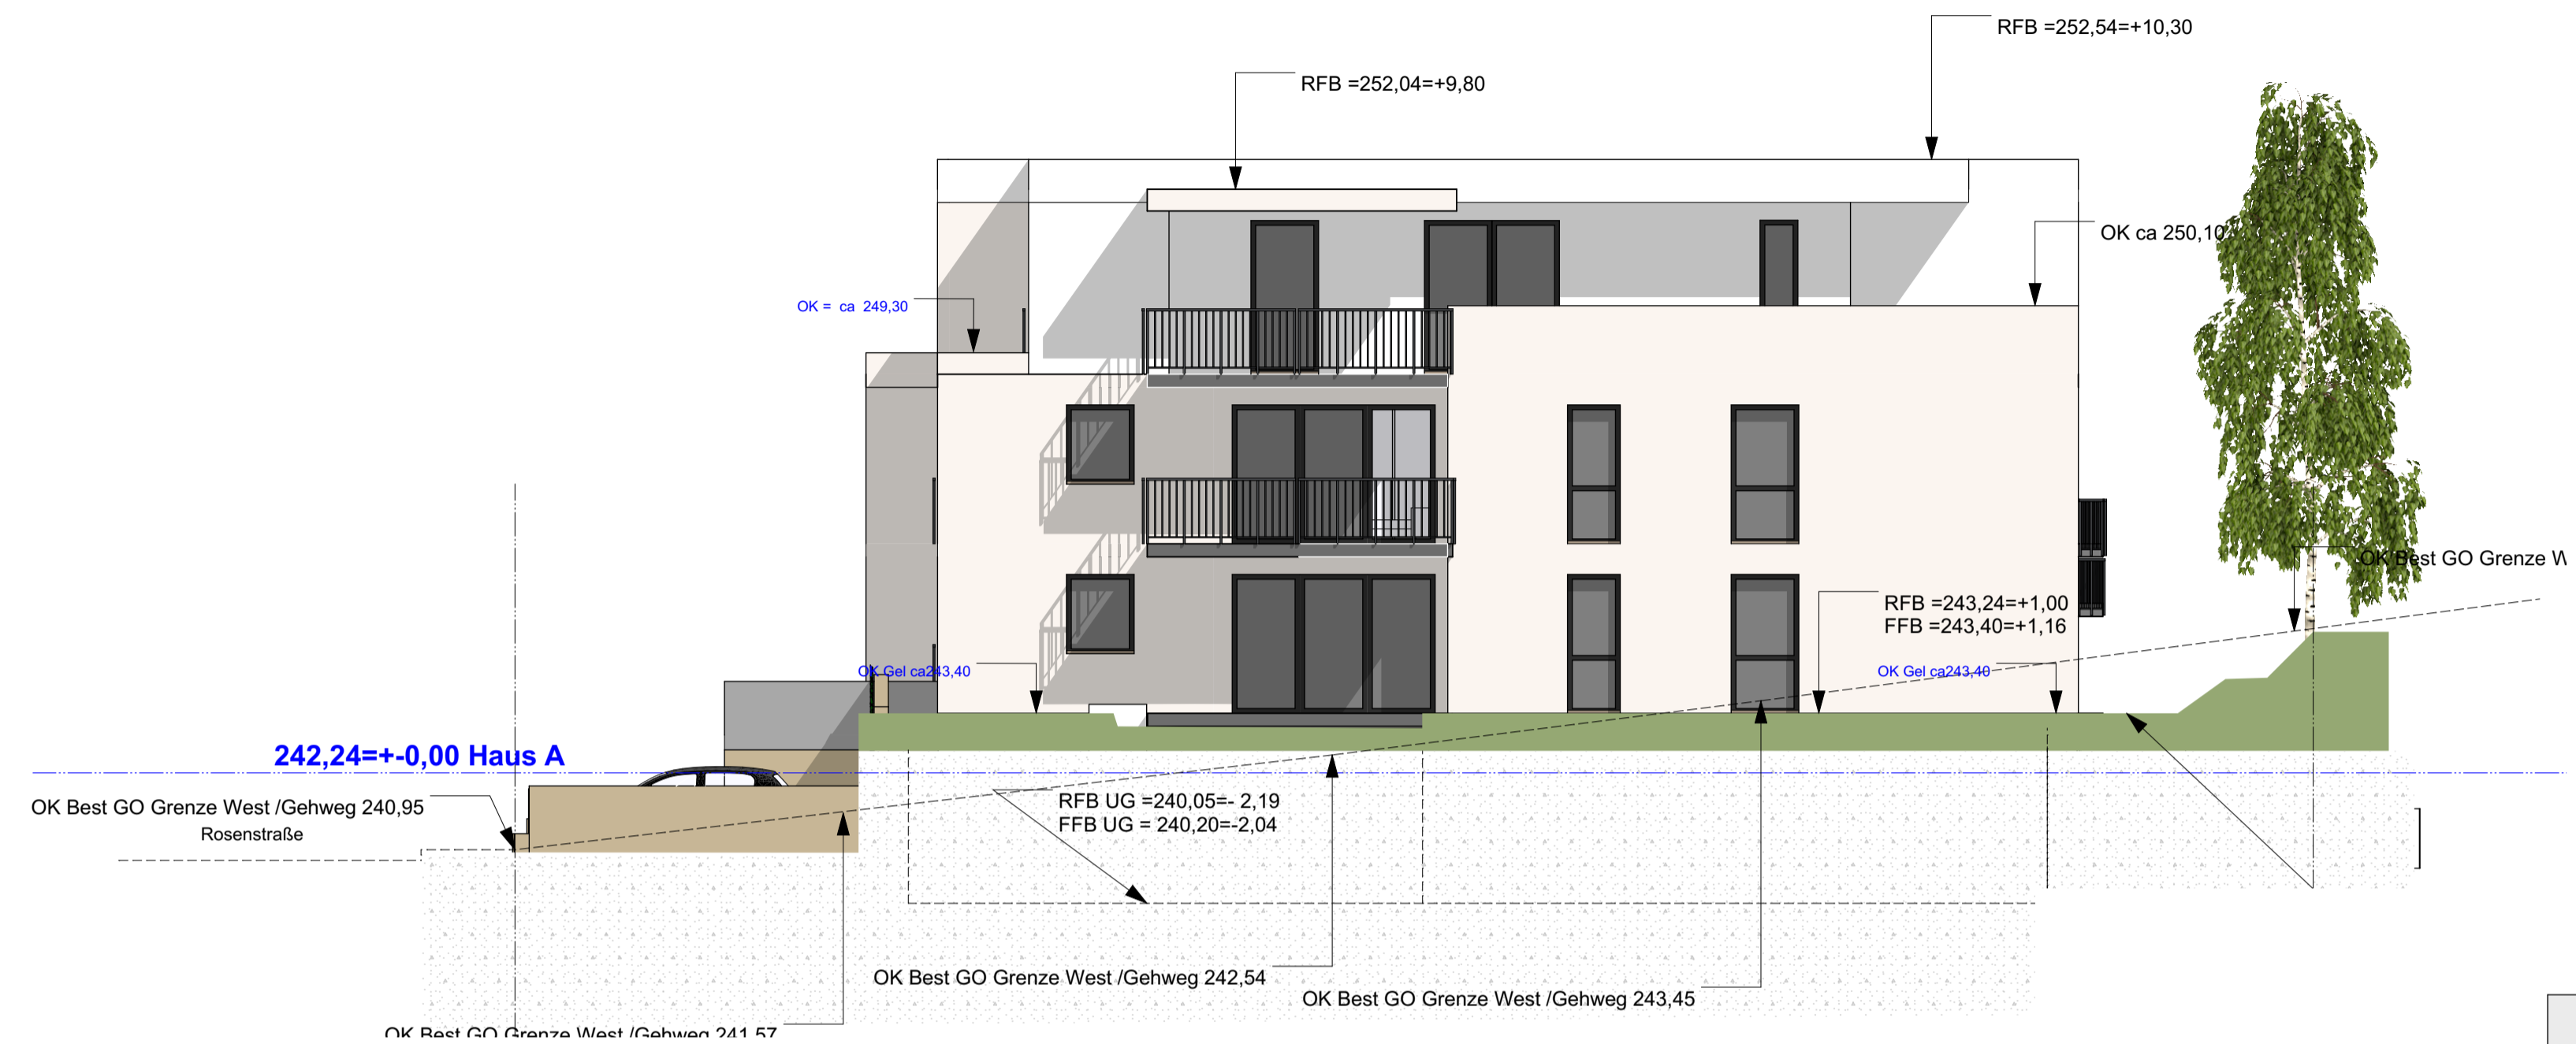 RFB =252,54=+10,30
RFB =252,04=+9,80
OK ca 250,10
OK = ca 249,30
OK Best GO Grenze W
RFB =243,24=+1,00
FFB =243,40=+1,16
OK Gel ca243,40
OK Gel ca243,40
242,24=+-0,00 Haus A
OK Best GO Grenze West /Gehweg 240,95
Rosenstraße
RFB UG =240,05=- 2,19
FFB UG = 240,20=-2,04
OK Best GO Grenze West /Gehweg 242,54
OK Best GO Grenze West /Gehweg 243,45
OK Best GO Grenze West /Gehweg 241,57